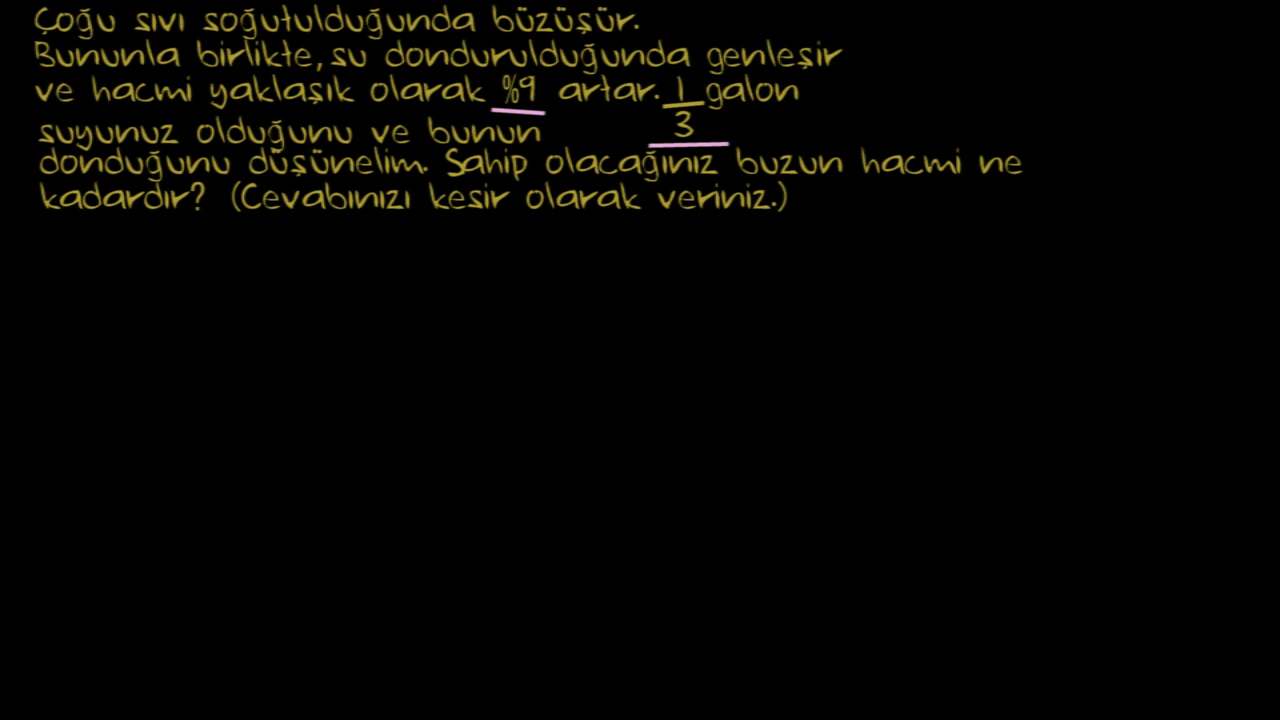 Çoğu sıvı soğutulduğunda büzüşür.
Bununla birlikte, su dondurulduğunda genleşir
ve hacmi yaklaşık olarak %9 artar. 1/3 galon
suyunuz olduğunu ve bunun
donduğunu düşünelim. Sahip olacağınız buzun hacmi ne
kadardır? (Cevabınızı kesir olarak veriniz.)